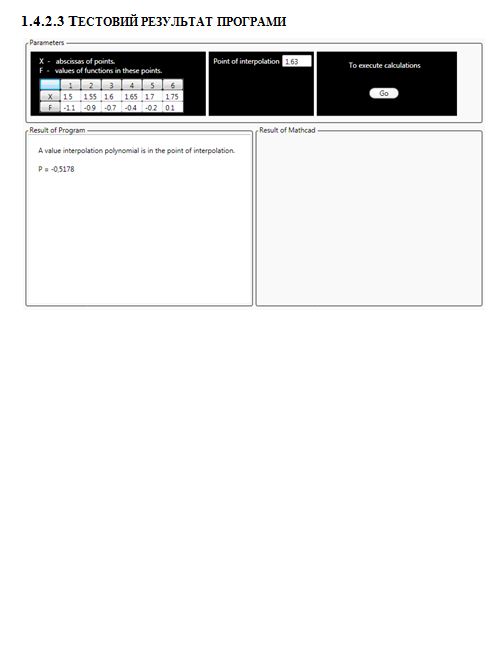 1.4.2.3 ТЕСТОВИЙ РЕЗУЛЬТАТ ПРОГРАМИ
Parameters
X - abscissas of points.
F - values of functions in these points.
1 2 3 4 5 6
X 1.5 1.55 1.6 1.65 1.7 1.75
F -1.1 -0.9 -0.7 -0.4 -0.2 0.1
Point of interpolation 1.63
To execute calculations
Go
Result of Program
A value interpolation polynomial is in the point of interpolation.
P = -0,5178
Result of Mathcad